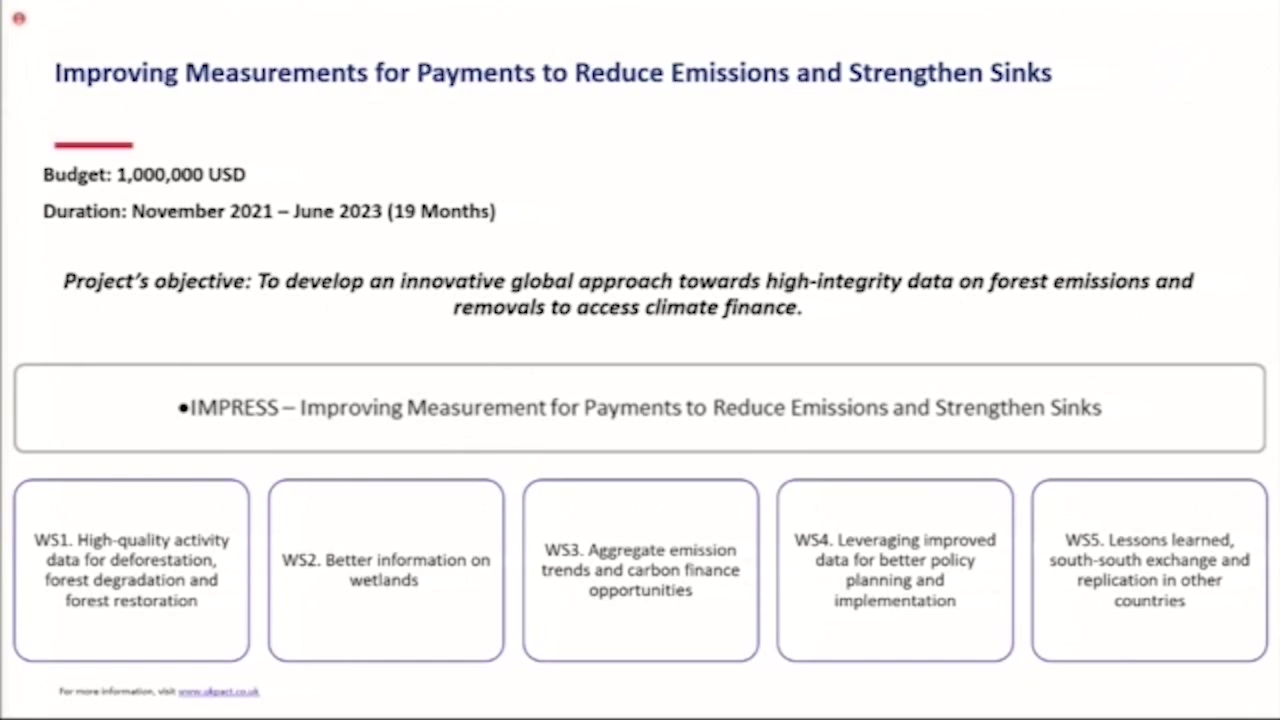 Improving Measurements for Payments to Reduce Emissions and Strengthen Sinks
Budget: 1,000,000 USD
Duration: November 2021 – June 2023 (19 Months)
Project's objective: To develop an innovative global approach towards high-integrity data on forest emissions and
removals to access climate finance.
•IMPRESS – Improving Measurement for Payments to Reduce Emissions and Strengthen Sinks
WS1. High-quality activity
data for deforestation,
forest degradation and
forest restoration
WS2. Better information on
wetlands
WS3. Aggregate emission
trends and carbon finance
opportunities
WS4. Leveraging improved
data for better policy
planning and
implementation
WS5. Lessons learned,
south-south exchange and
replication in other
countries
For more information, visit www.ukpact.co.uk